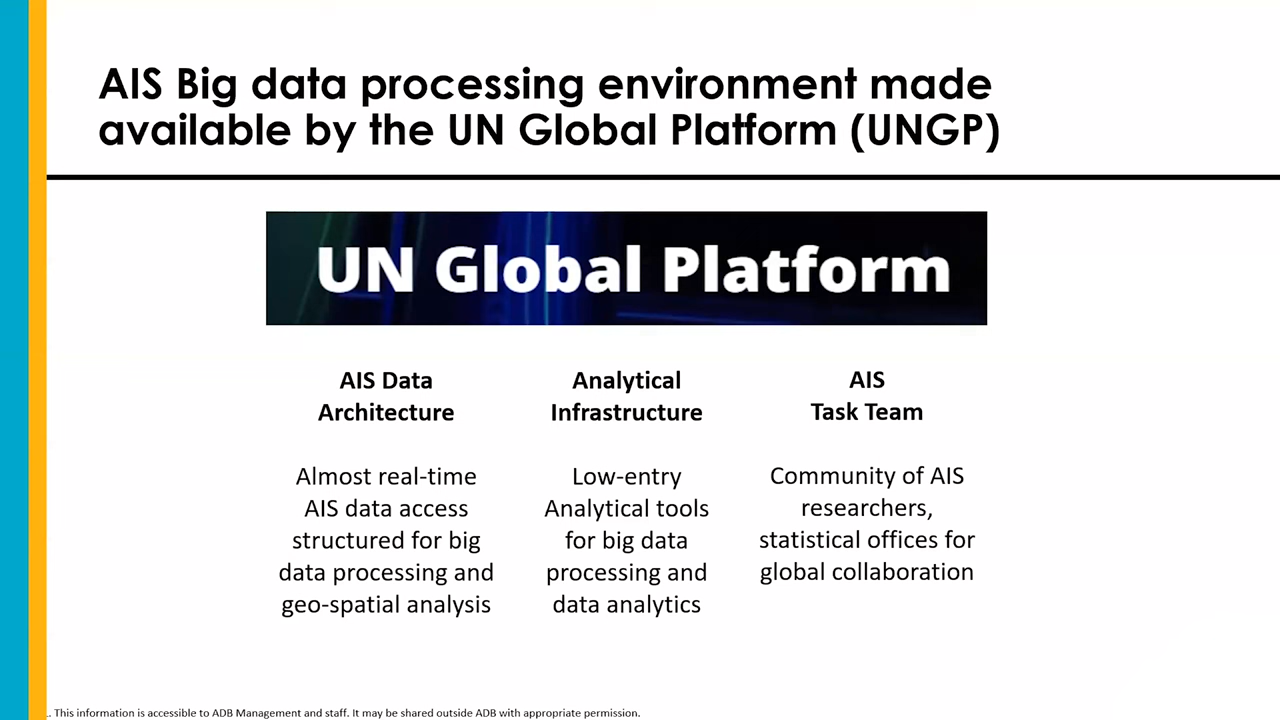 AIS Big data processing environment made
available by the UN Global Platform (UNGP)
UN Global Platform
AIS Data
Architecture
Almost real-time
AIS data access
structured for big
data processing and
geo-spatial analysis
Analytical
Infrastructure
Low-entry
Analytical tools
for big data
processing and
data analytics
AIS
Task Team
Community of AIS
researchers,
statistical offices for
global collaboration
. This information is accessible to ADB Management and staff. It may be shared outside ADB with appropriate permission.